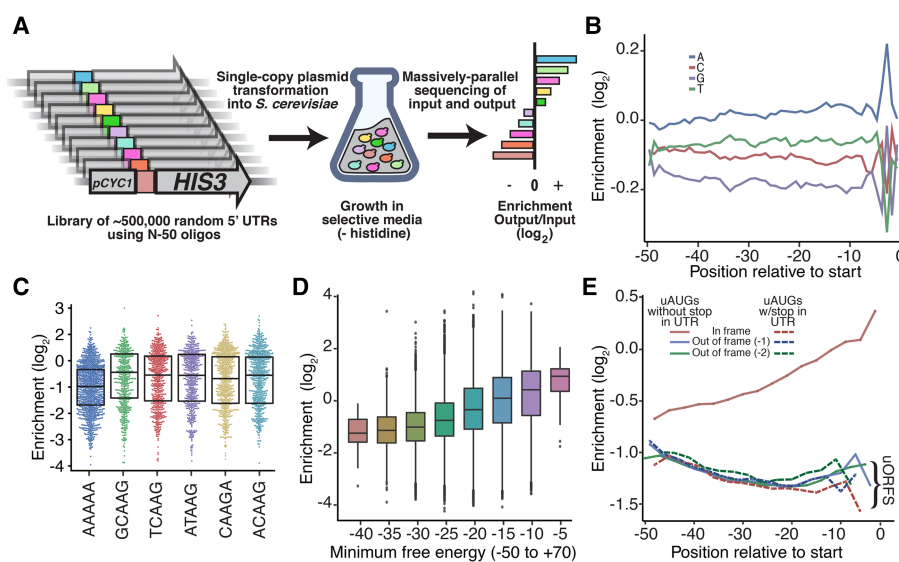 A
Single-copy plasmid
transformation
into S. cerevisiae
Massively-parallel
sequencing of
input and output
pCYC1
HIS3
Library of ~500,000 random 5' UTRs
using N-50 oligos
Growth in
selective media
(- histidine)
- 0 +
Enrichment
Output/Input
(log2)
B
Enrichment (log2)
0.2
0.0
-0.2
A
C
G
T
-50 -40 -30 -20 -10 0
Position relative to start
C
Enrichment (log2)
3
2
1
0
-1
-2
-3
-4
AAAAA
GCAAG
TCAAG
ATAAG
CAAGA
ACAAG
D
Enrichment (log2)
4
2
0
-2
-4
-40 -35 -30 -25 -20 -15 -10 -5
Minimum free energy (-50 to +70)
E
Enrichment (log2)
0.5
0.0
-0.5
-1.0
-1.5
uAUGs
without stop
in UTR
uAUGs
w/stop in
UTR
In frame
Out of frame (-1)
Out of frame (-2)
uORFS
-50 -40 -30 -20 -10 0
Position relative to start